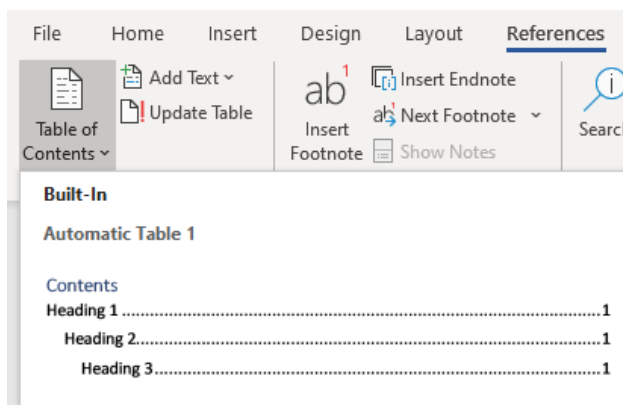 File Home Insert Design Layout References
Table of
Contents
Add Text
Update Table
ab1
Insert
Footnote
Insert Endnote
Next Footnote
Show Notes
Search
Built-In
Automatic Table 1
Contents
Heading 1.....1
Heading 2.....1
Heading 3.....1